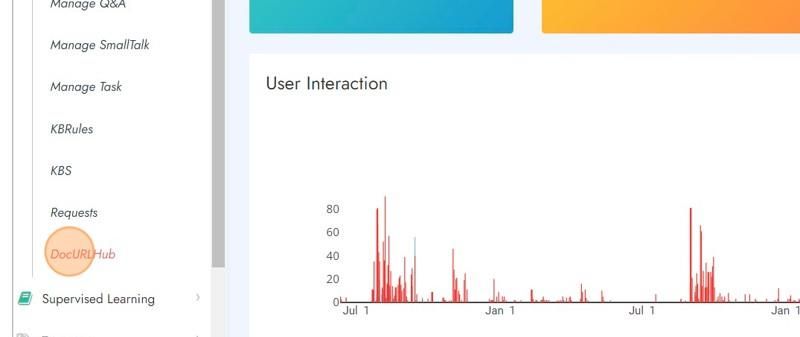 Manage Q&A
Manage SmallTalk
Manage Task
KBRules
KBS
Requests
DocURLHub
Supervised Learning
User Interaction
80
60
40
20
0
Jul 1
Jan 1
Jul 1
Jan 1